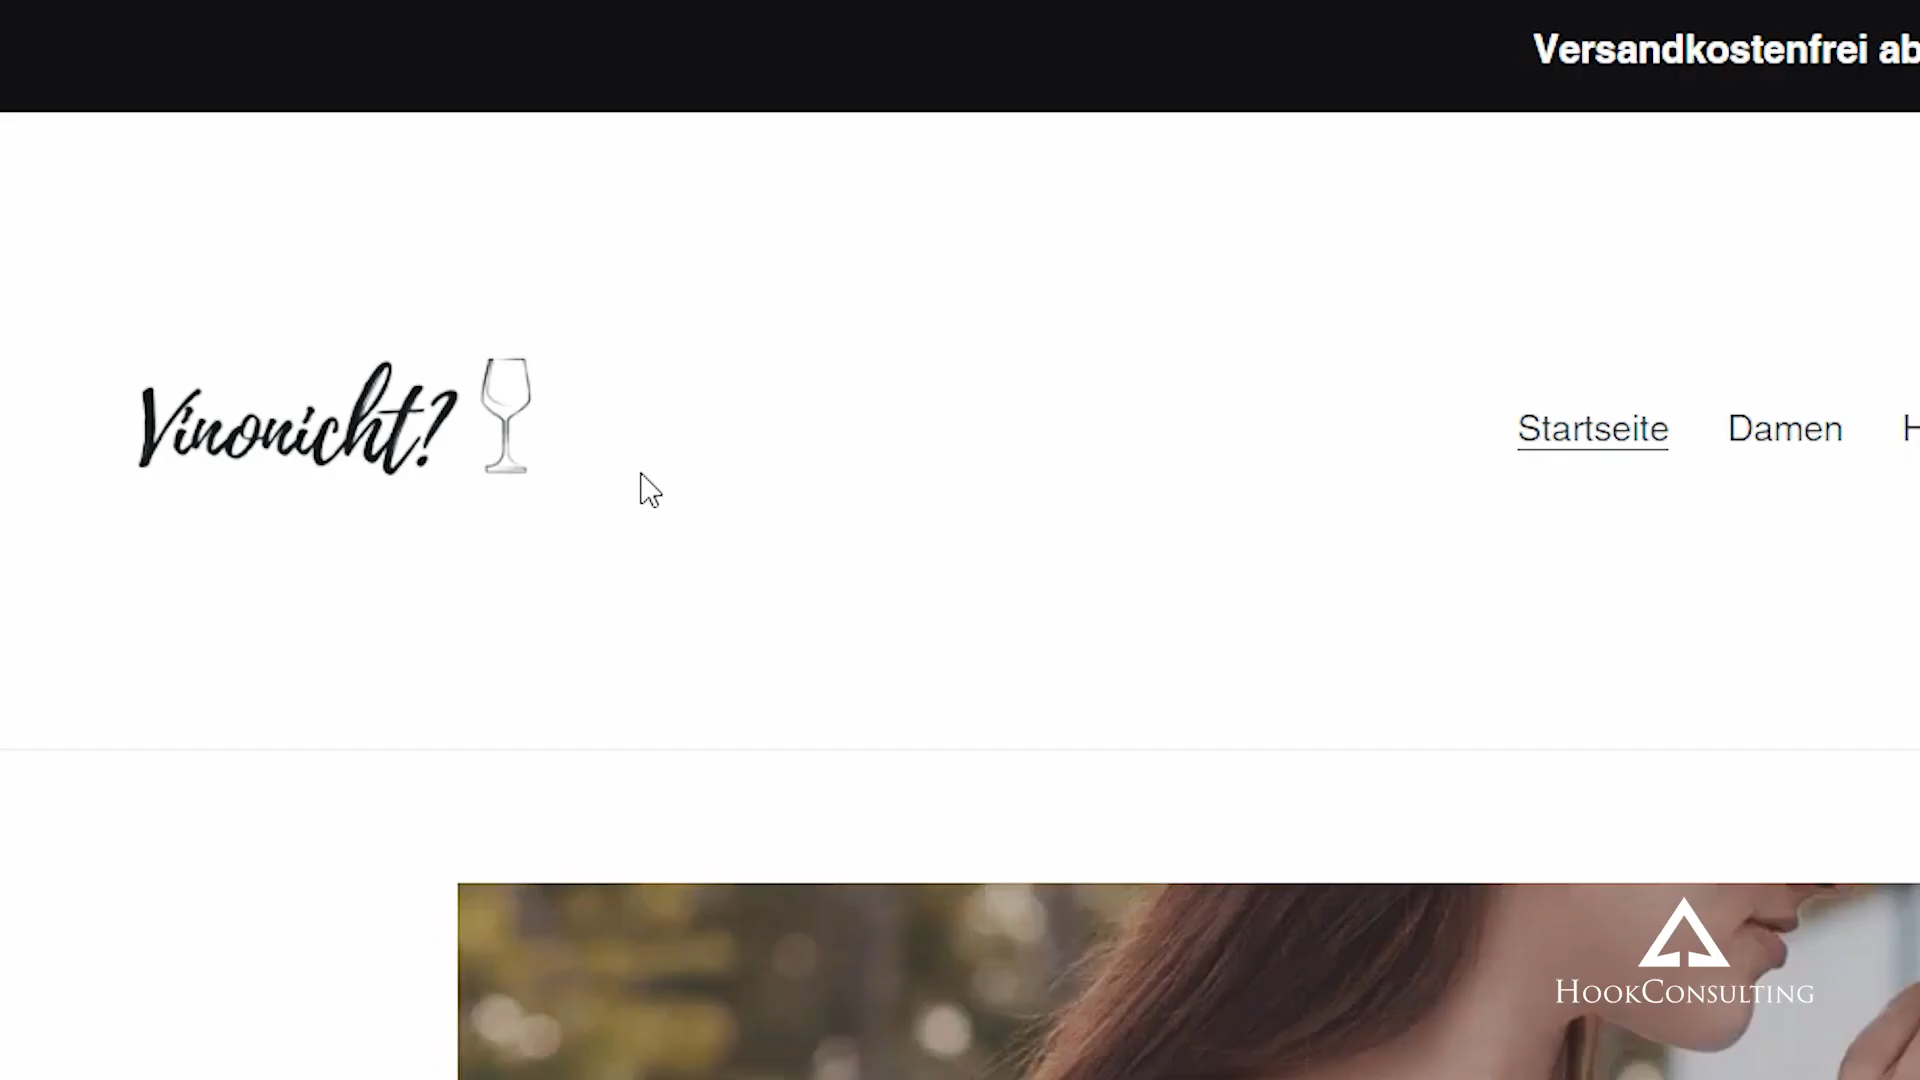 Versandkostenfrei ab
Vinonicht?
Startseite Damen H
HOOKCONSULTING